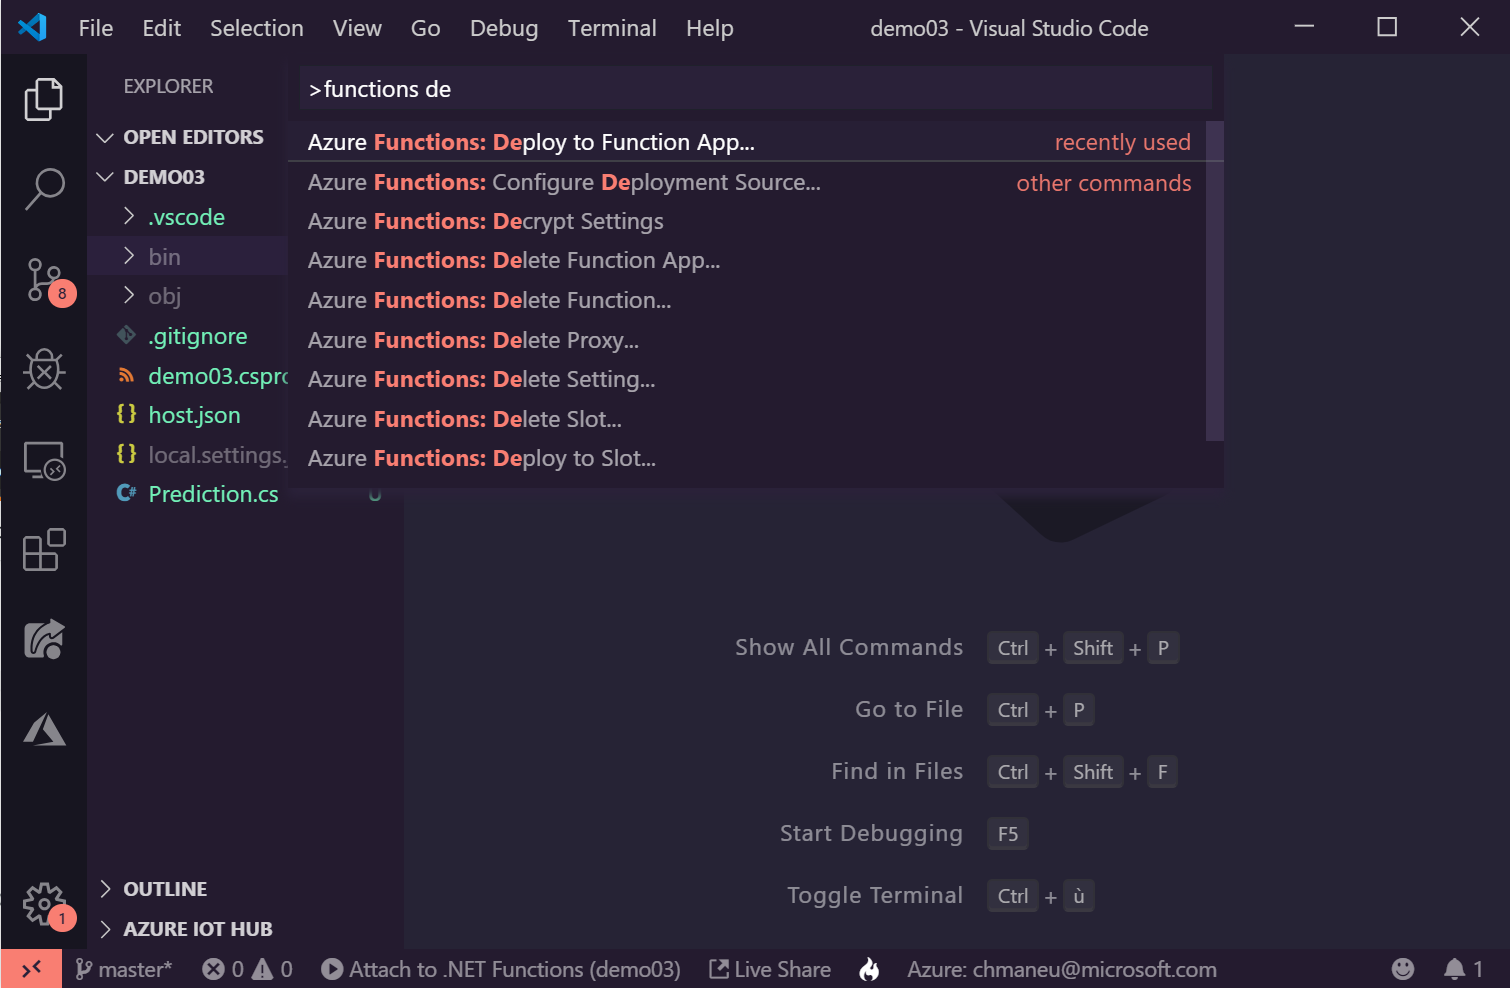 File Edit Selection View Go Debug Terminal Help demo03 - Visual Studio Code
EXPLORER
>functions de
OPEN EDITORS
DEMO03
.vscode
bin
obj
.gitignore
demo03.cspro
host.json
local.settings.
Prediction.cs
U
Azure Functions: Deploy to Function App... recently used
Azure Functions: Configure Deployment Source... other commands
Azure Functions: Decrypt Settings
Azure Functions: Delete Function App...
Azure Functions: Delete Function...
Azure Functions: Delete Proxy...
Azure Functions: Delete Setting...
Azure Functions: Delete Slot...
Azure Functions: Deploy to Slot...
8
Show All Commands Ctrl + Shift + P
Go to File Ctrl + P
Find in Files Ctrl + Shift + F
Start Debugging F5
Toggle Terminal Ctrl + ù
OUTLINE
AZURE IOT HUB
1
master* 0 0 Attach to .NET Functions (demo03) Live Share Azure: chmaneu@microsoft.com 1